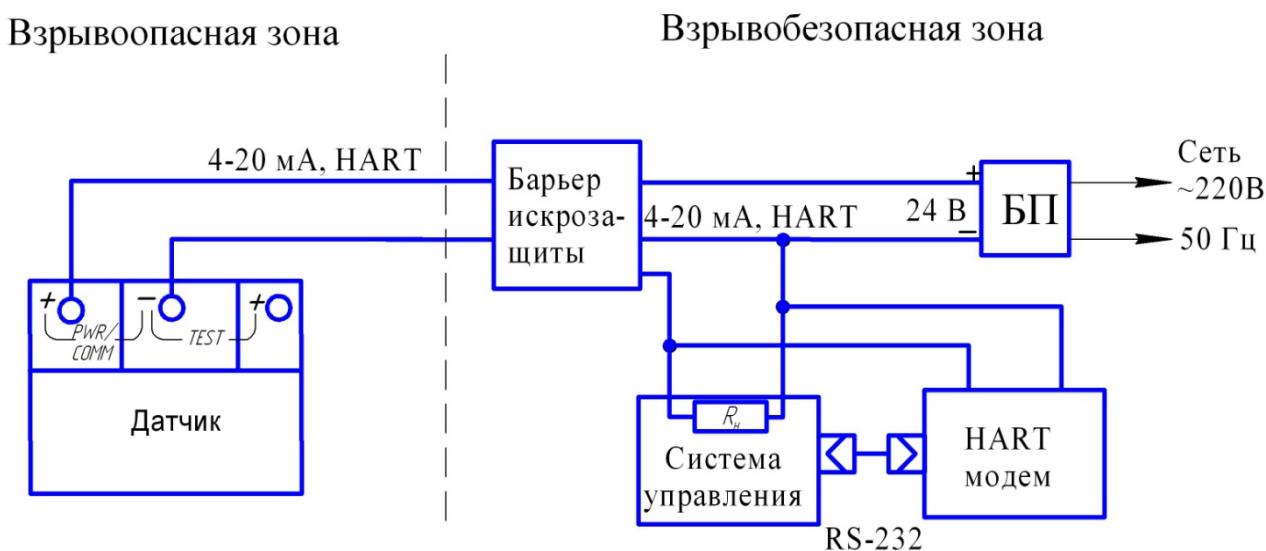 Взрывоопасная зона
Взрывобезопасная зона
4-20 мА, HART
Барьер
искроза-
щиты
4-20 мА, HART
+
24 В
−
БП
Сеть
~220В
50 Гц
+
PWR/
COMM
−
TEST
+
Датчик
Rн
Система
управления
HART
модем
RS-232